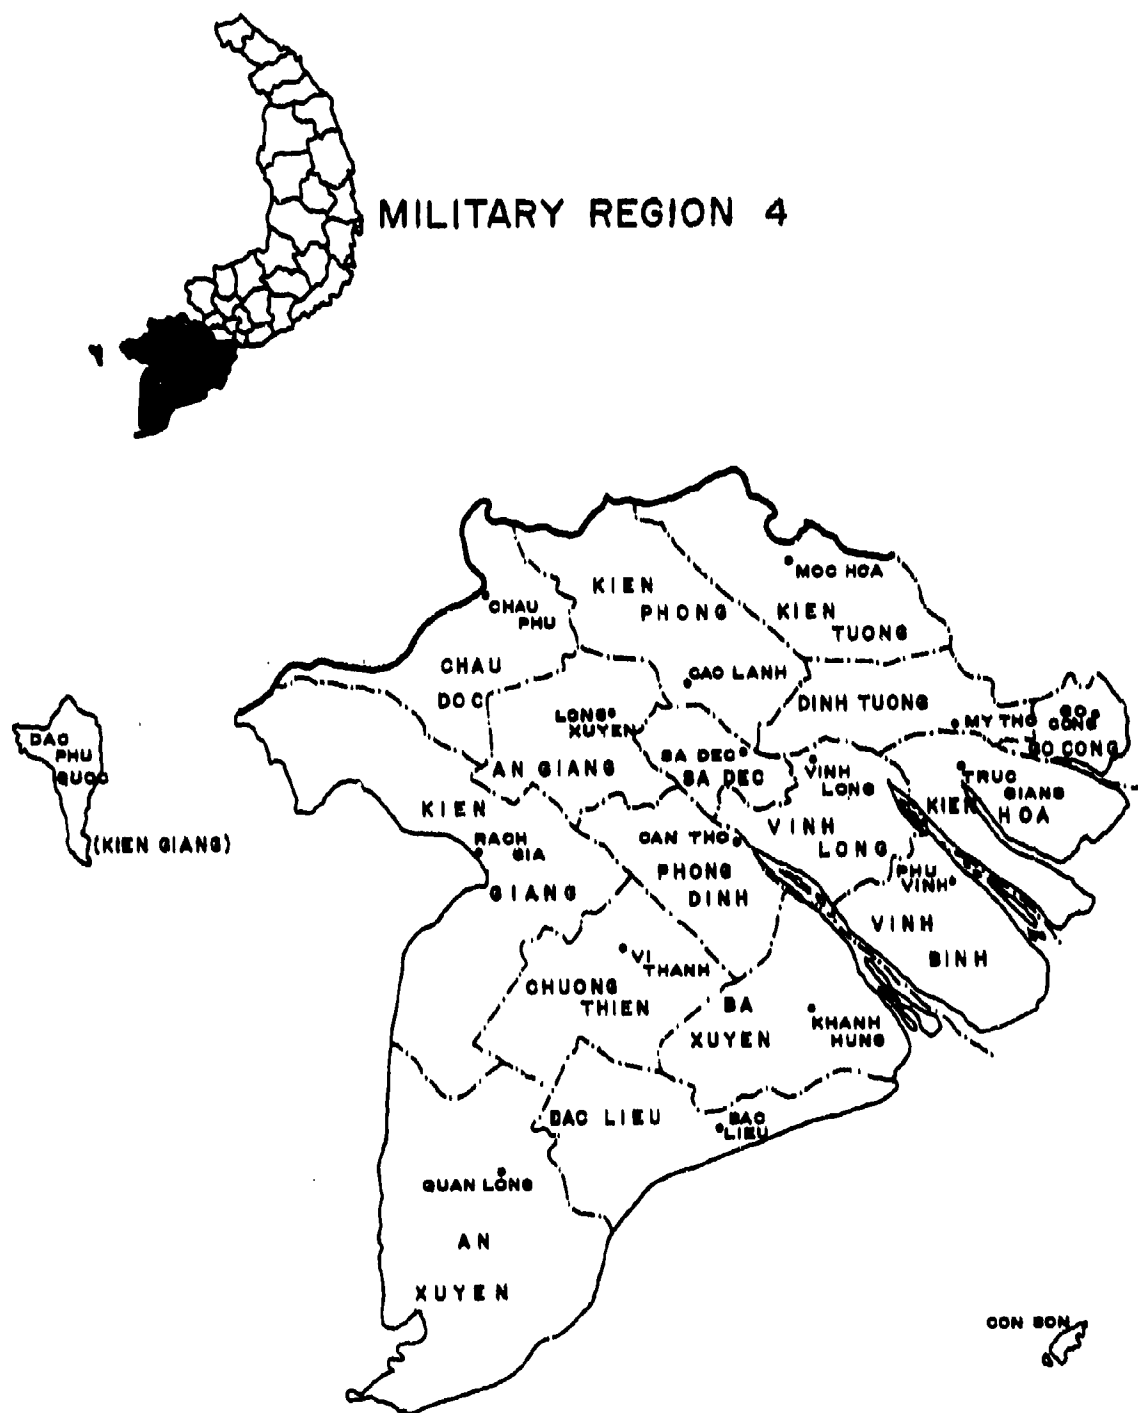 MILITARY REGION 4
MOC HOA
KIEN
PHONG
KIEN
TUONG
CHAU
PHU
CHAU
DOC
CAO LANH
DINH TUONG
LONG
XUYEN
MY THO
GO
CONG
GO CONG
DAO
PHU
QUOC
(KIEN GIANG)
SA DEC
SA DEC
AN GIANG
VINH
LONG
TRUC
GIANG
KIEN
HOA
KIEN
GIANG
RACH
GIA
CAN THO
PHONG
DINH
VINH
LONG
PHU
VINH
VINH
BINH
VI
THANH
CHUONG
THIEN
BA
XUYEN
KHANH
HUNG
BAC LIEU
BAC
LIEU
QUAN LONG
AN
XUYEN
CON SON